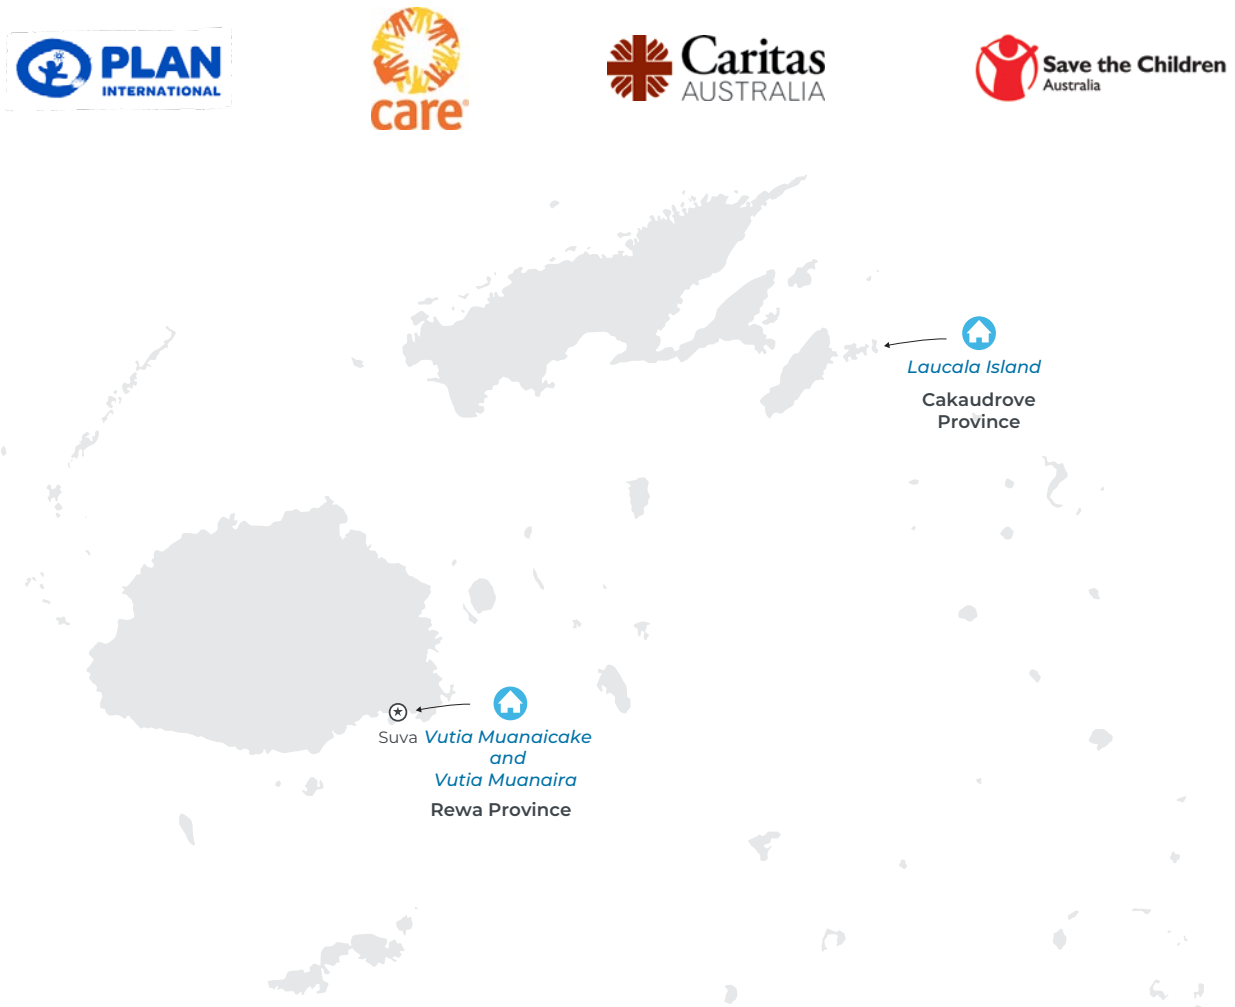 PLAN
INTERNATIONAL
care®
Caritas
AUSTRALIA
Save the Children
Australia
Laucala Island
Cakaudrove
Province
Suva
Vutia Muanaicake
and
Vutia Muanaira
Rewa Province